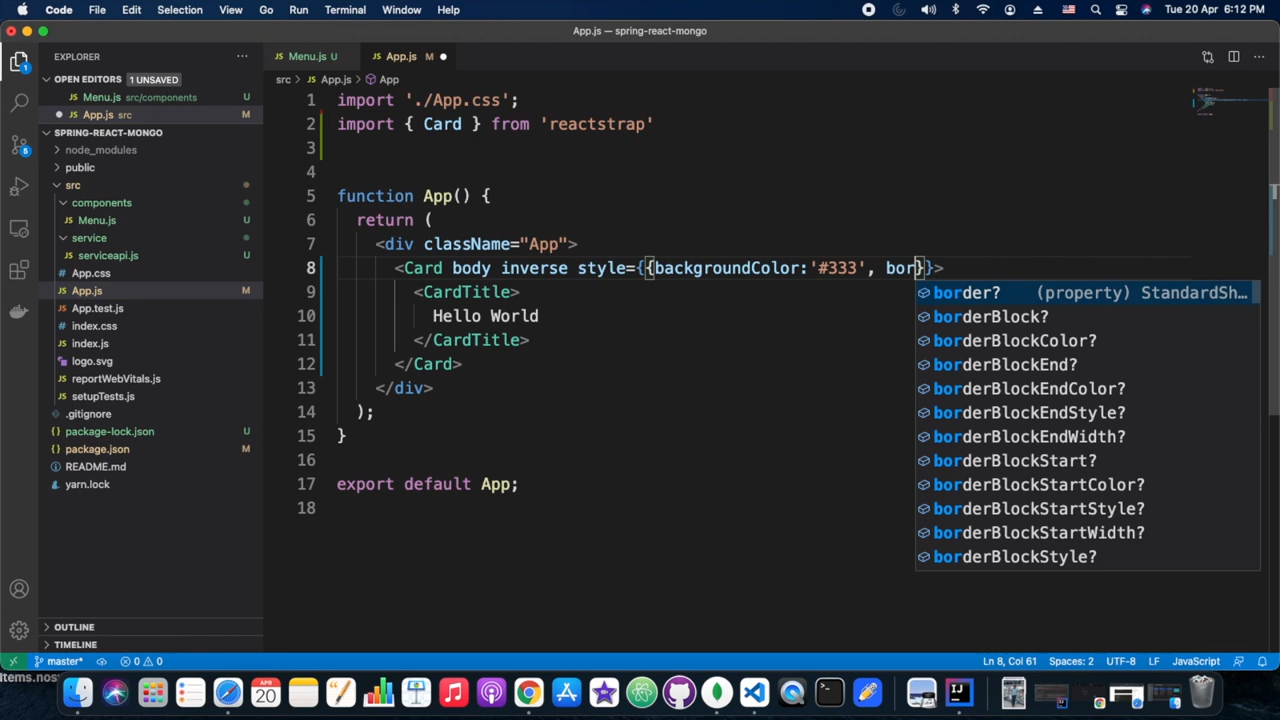 Code File Edit Selection View Go Run Terminal Window Help Tue 20 Apr 6:12 PM
App.js — spring-react-mongo
EXPLORER
Menu.js U App.js M
OPEN EDITORS 1 UNSAVED
src > App.js > App
Menu.js src/components U
App.js src M
SPRING-REACT-MONGO
node_modules
public
src
components
Menu.js U
service
serviceapi.js U
App.css
App.js M
App.test.js
index.css
index.js
logo.svg
reportWebVitals.js
setupTests.js
.gitignore
package-lock.json U
package.json M
README.md
yarn.lock
OUTLINE
TIMELINE
1 import './App.css';
2 import { Card } from 'reactstrap'
3
4
5 function App() {
6 return (
7 <div className="App">
8 <Card body inverse style={{backgroundColor:'#333', bor}}>
9 <CardTitle>
10 Hello World
11 </CardTitle>
12 </Card>
13 </div>
14 );
15 }
16
17 export default App;
18
border? (property) StandardSh…
borderBlock?
borderBlockColor?
borderBlockEnd?
borderBlockEndColor?
borderBlockEndStyle?
borderBlockEndWidth?
borderBlockStart?
borderBlockStartColor?
borderBlockStartStyle?
borderBlockStartWidth?
borderBlockStyle?
master* 0 0 Ln 8, Col 61 Spaces: 2 UTF-8 LF JavaScript
APR
20